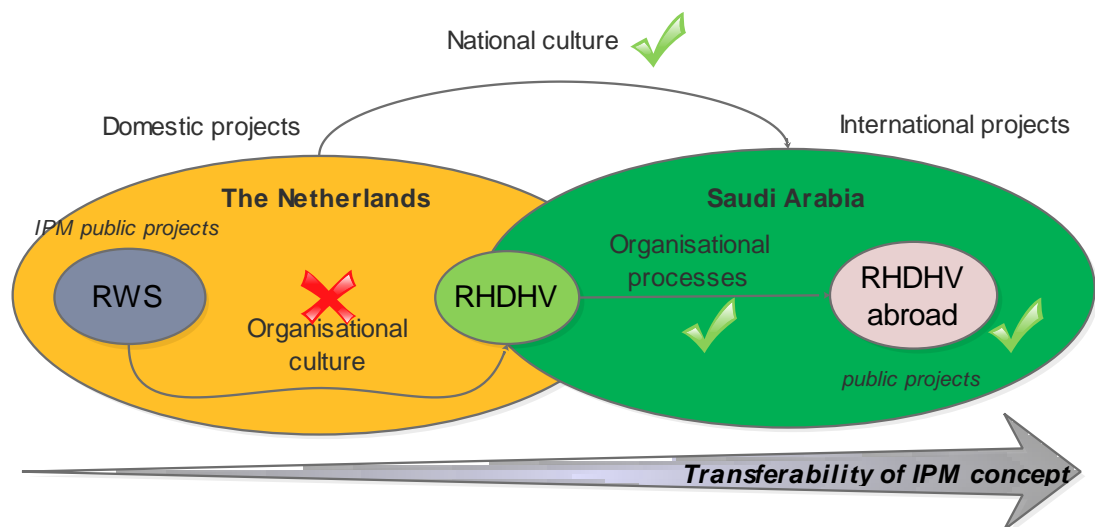 National culture
Domestic projects
International projects
The Netherlands
Saudi Arabia
IPM public projects
RWS
Organisational
culture
RHDHV
Organisational
processes
RHDHV
abroad
public projects
Transferability of IPM concept